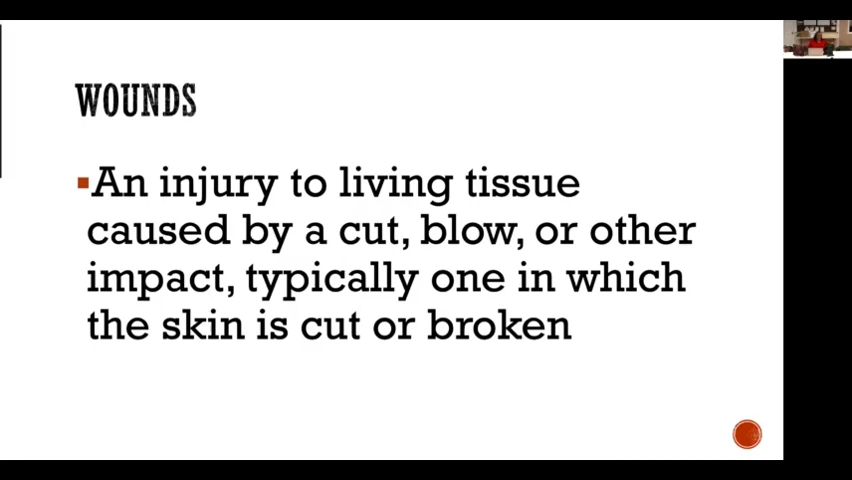 WOUNDS
▪An injury to living tissue
caused by a cut, blow, or other
impact, typically one in which
the skin is cut or broken